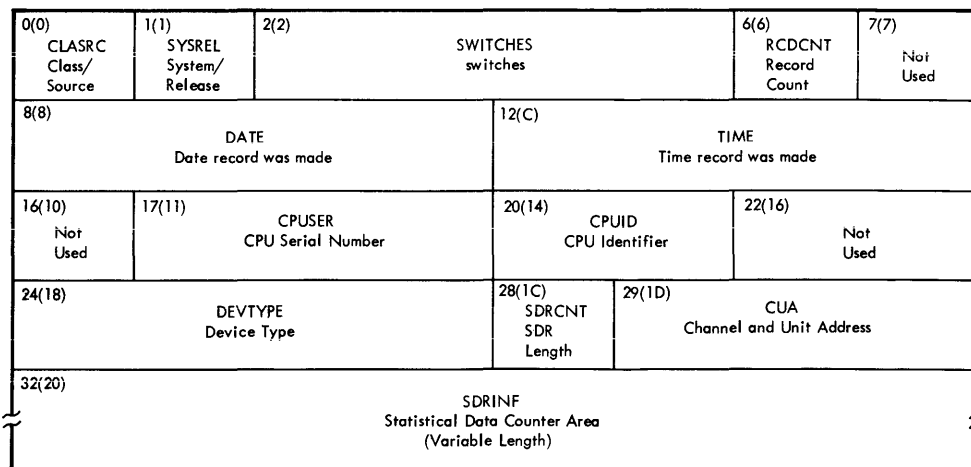 0(0)
CLASRC
Class/
Source
1(1)
SYSREL
System/
Release
2(2)
SWITCHES
switches
6(6)
RCDCNT
Record
Count
7(7)
Not
Used
8(8)
DATE
Date record was made
12(C)
TIME
Time record was made
16(10)
Not
Used
17(11)
CPUSER
CPU Serial Number
20(14)
CPUID
CPU Identifier
22(16)
Not
Used
24(18)
DEVTYPE
Device Type
28(1C)
SDRCNT
SDR
Length
29(1D)
CUA
Channel and Unit Address
32(20)
SDRINF
Statistical Data Counter Area
(Variable Length)